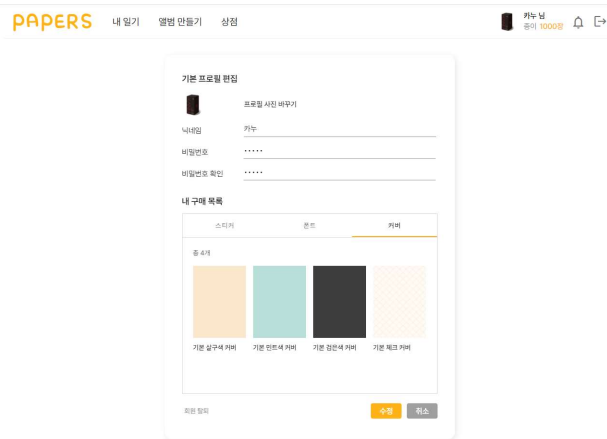 PAPERS 내 일기 앨범 만들기 상점
카누 님
종이 1000장
기본 프로필 편집
프로필 사진 바꾸기
닉네임 카누
비밀번호 •••••
비밀번호 확인 •••••
내 구매 목록
스티커 폰트 커버
총 4개
기본 살구색 커버 기본 민트색 커버 기본 검은색 커버 기본 체크 커버
회원 탈퇴 수정 취소